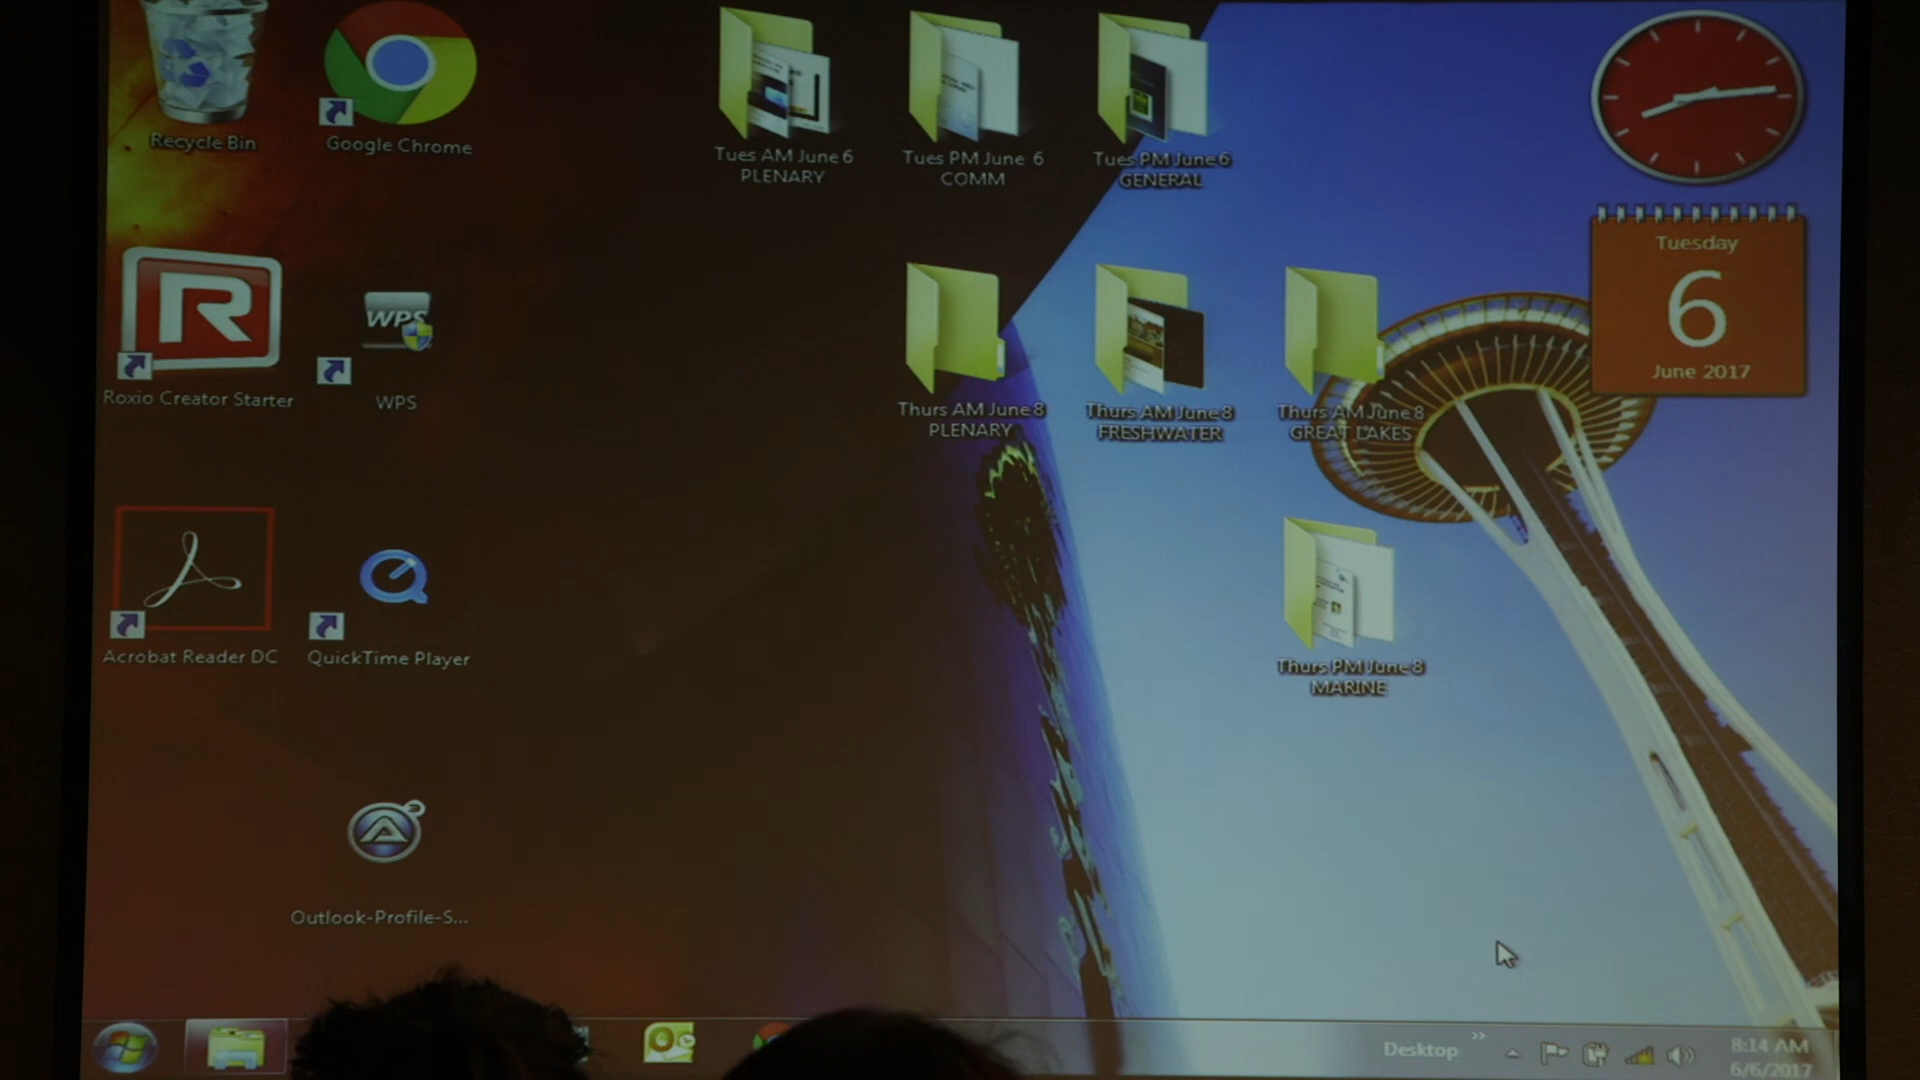 Recycle Bin
Google Chrome
Tues AM June 6
PLENARY
Tues PM June 6
COMM
Tues PM June 6
GENERAL
Tuesday
6
June 2017
R
Roxio Creator Starter
WPS
WPS
Thurs AM June 8
PLENARY
Thurs AM June 8
FRESHWATER
Thurs AM June 8
GREAT LAKES
Acrobat Reader DC
QuickTime Player
Thurs PM June 8
MARINE
Outlook-Profile-S...
Desktop
8:14 AM
6/6/2017